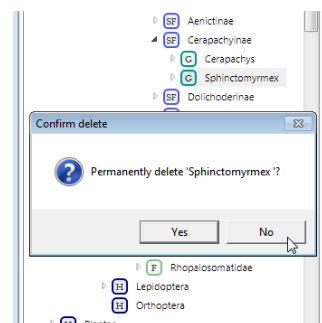 SF Aenictinae
SF Cerapachyinae
G Cerapachys
G Sphinctomyrmex
SF Dolichoderinae
Confirm delete
Permanently delete 'Sphinctomyrmex '?
Yes No
F Rhopalosomatidae
H Lepidoptera
H Orthoptera